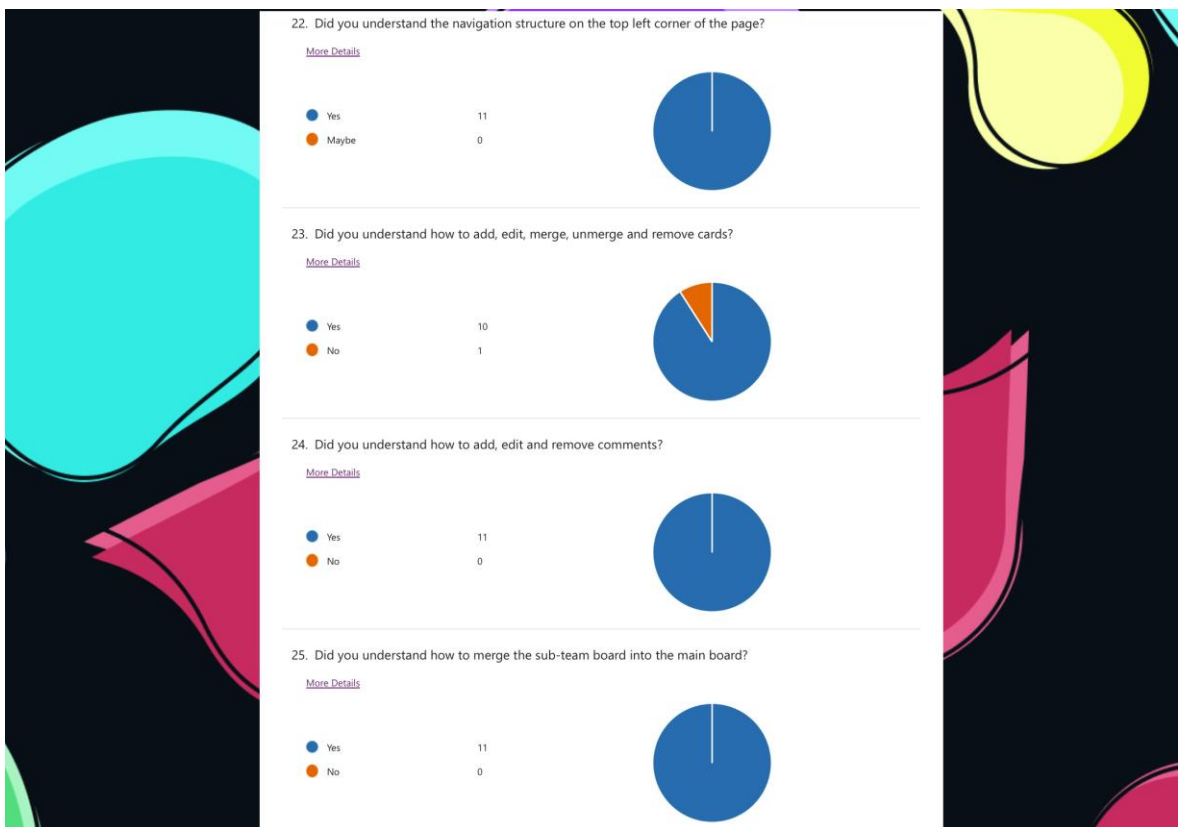 22. Did you understand the navigation structure on the top left corner of the page?
More Details
Yes 11
Maybe 0
23. Did you understand how to add, edit, merge, unmerge and remove cards?
More Details
Yes 10
No 1
24. Did you understand how to add, edit and remove comments?
More Details
Yes 11
No 0
25. Did you understand how to merge the sub-team board into the main board?
More Details
Yes 11
No 0